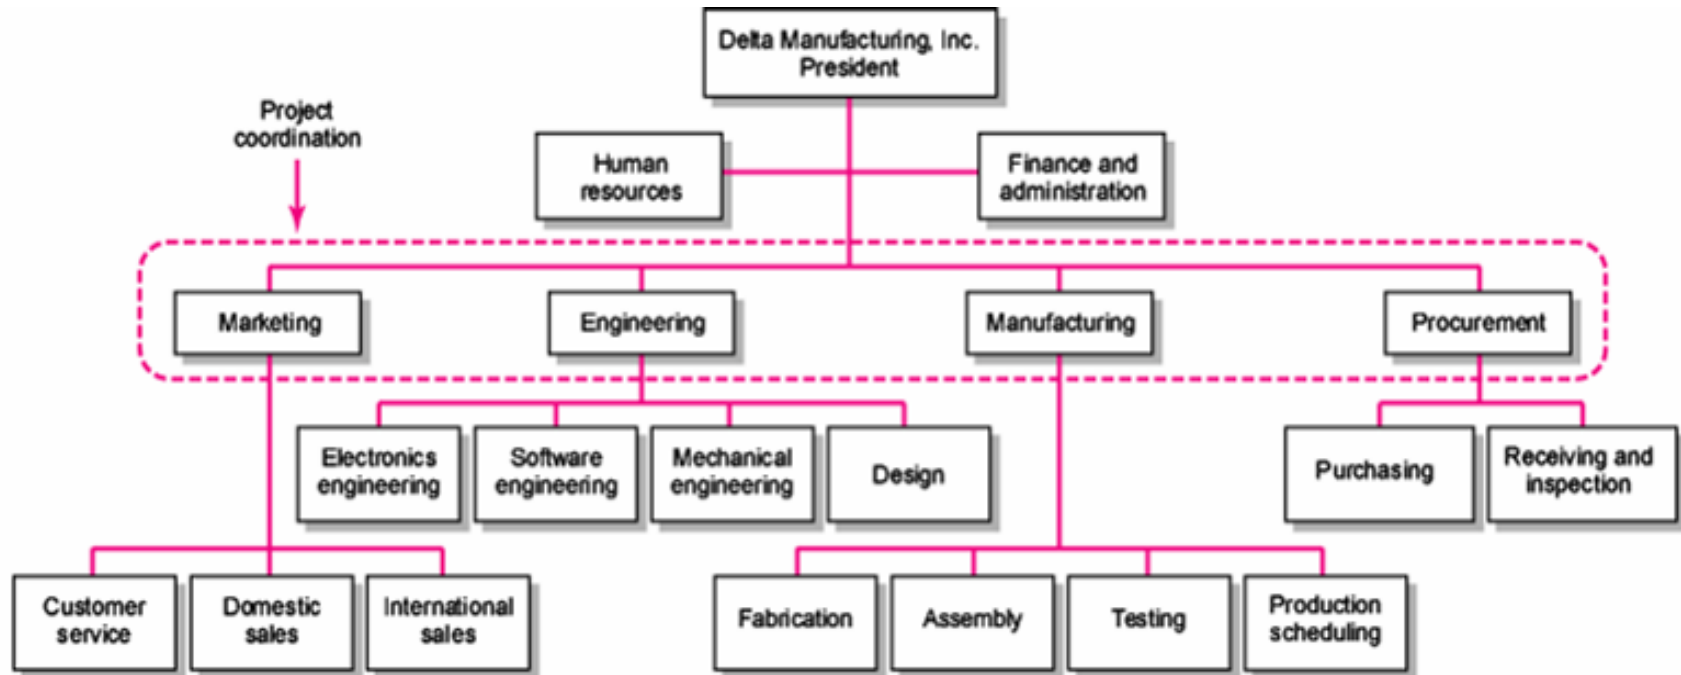 Delta Manufacturing, Inc.
President
Project
coordination
Human
resources
Finance and
administration
Marketing
Engineering
Manufacturing
Procurement
Electronics
engineering
Software
engineering
Mechanical
engineering
Design
Purchasing
Receiving and
inspection
Customer
service
Domestic
sales
International
sales
Fabrication
Assembly
Testing
Production
scheduling